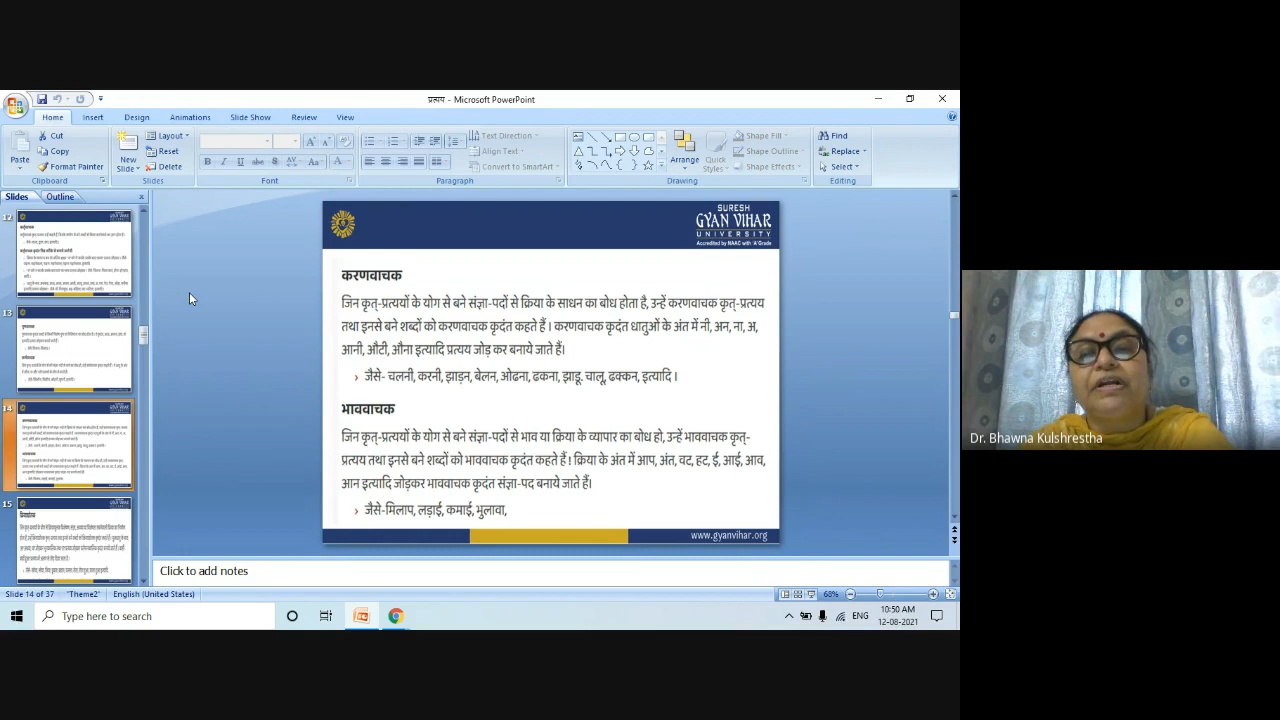 प्रत्यय - Microsoft PowerPoint
Home Insert Design Animations Slide Show Review View
Cut
Copy
Format Painter
Paste
Clipboard
New Slide
Layout
Reset
Delete
Slides
Font
Text Direction
Align Text
Convert to SmartArt
Paragraph
Arrange
Quick Styles
Shape Fill
Shape Outline
Shape Effects
Drawing
Find
Replace
Select
Editing
Slides Outline
12
13
14
15
SURESH
GYAN VIHAR
UNIVERSITY
Accredited by NAAC with 'A' Grade
करणवाचक
जिन कृत्-प्रत्ययों के योग से बने संज्ञा-पदों से क्रिया के साधन का बोध होता है, उन्हें करणवाचक कृत्-प्रत्यय
तथा इनसे बने शब्दों को करणवाचक कृदंत कहते हैं । करणवाचक कृदंत धातुओं के अंत में नी, अन, ना, अ,
आनी, औटी, औना इत्यादि प्रत्यय जोड़ कर बनाये जाते हैं।
› जैसे- चलनी, करनी, झाड़न, बेलन, ओढना, ढकना, झाडू. चालू, ढक्कन, इत्यादि ।
भाववाचक
जिन कृत्-प्रत्ययों के योग से बने संज्ञा-पदों से भाव या क्रिया के व्यापार का बोध हो, उन्हें भाववाचक कृत्-
प्रत्यय तथा इनसे बने शब्दों को भाववाचक कृदंत कहते हैं। क्रिया के अंत में आप, अंत, वट, हट, ई, आई, आव,
आन इत्यादि जोड़कर भाववाचक कृदंत संज्ञा-पद बनाये जाते हैं।
› जैसे-मिलाप, लड़ाई, कमाई, भुलावा,
www.gyanvihar.org
Click to add notes
Slide 14 of 37 "Theme2" English (United States) 68%
Type here to search
ENG
10:50 AM
12-08-2021
Dr. Bhawna Kulshrestha